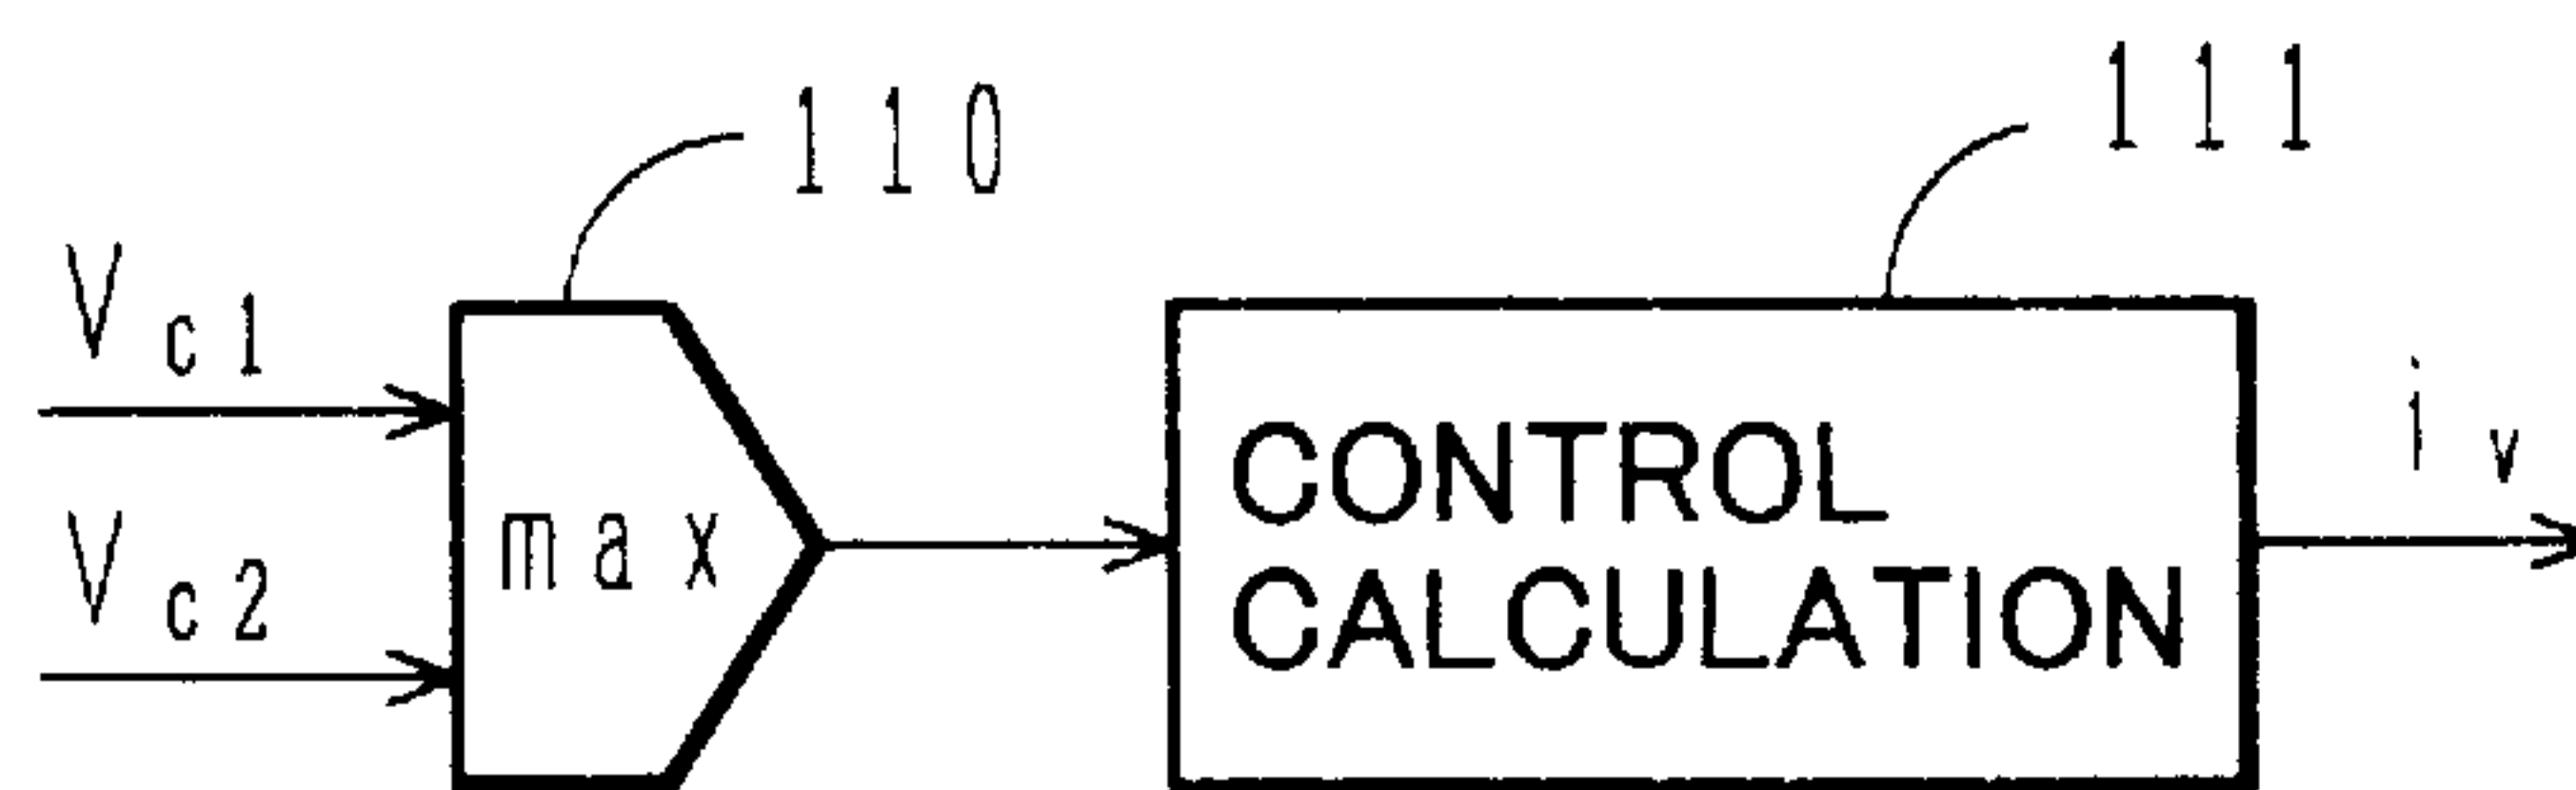 110
111
Vc1
Vc2
max
CONTROL
CALCULATION
iv